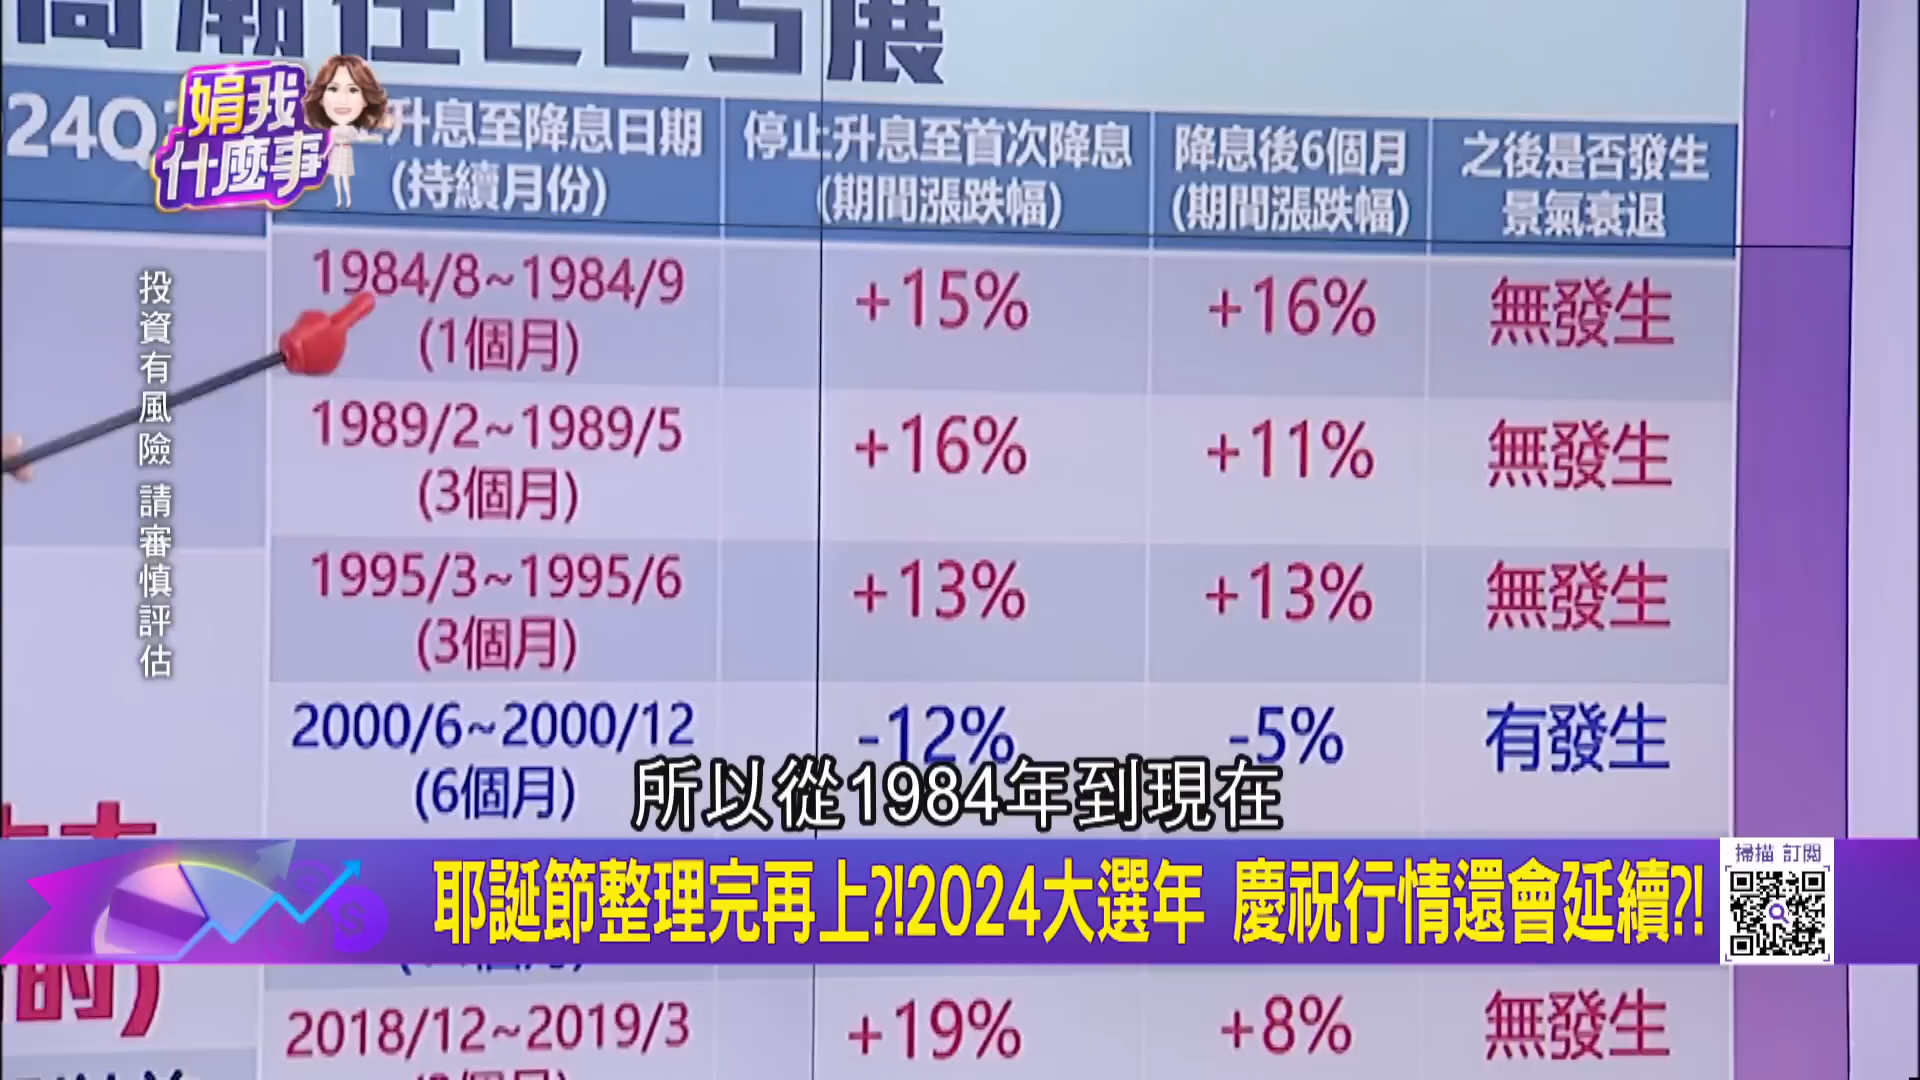 高潮在CES展
娟我
什麼事
24Q
升息至降息日期
(持續月份)
停止升息至首次降息
(期間漲跌幅)
降息後6個月
(期間漲跌幅)
之後是否發生
景氣衰退
1984/8~1984/9
(1個月)
+15%
+16%
無發生
1989/2~1989/5
(3個月)
+16%
+11%
無發生
1995/3~1995/6
(3個月)
+13%
+13%
無發生
2000/6~2000/12
(6個月)
-12%
-5%
有發生
2018/12~2019/3
+19%
+8%
無發生
的)
投資有風險 請審慎評估
所以從1984年到現在
耶誕節整理完再上?!2024大選年 慶祝行情還會延續?!
掃描 訂閱